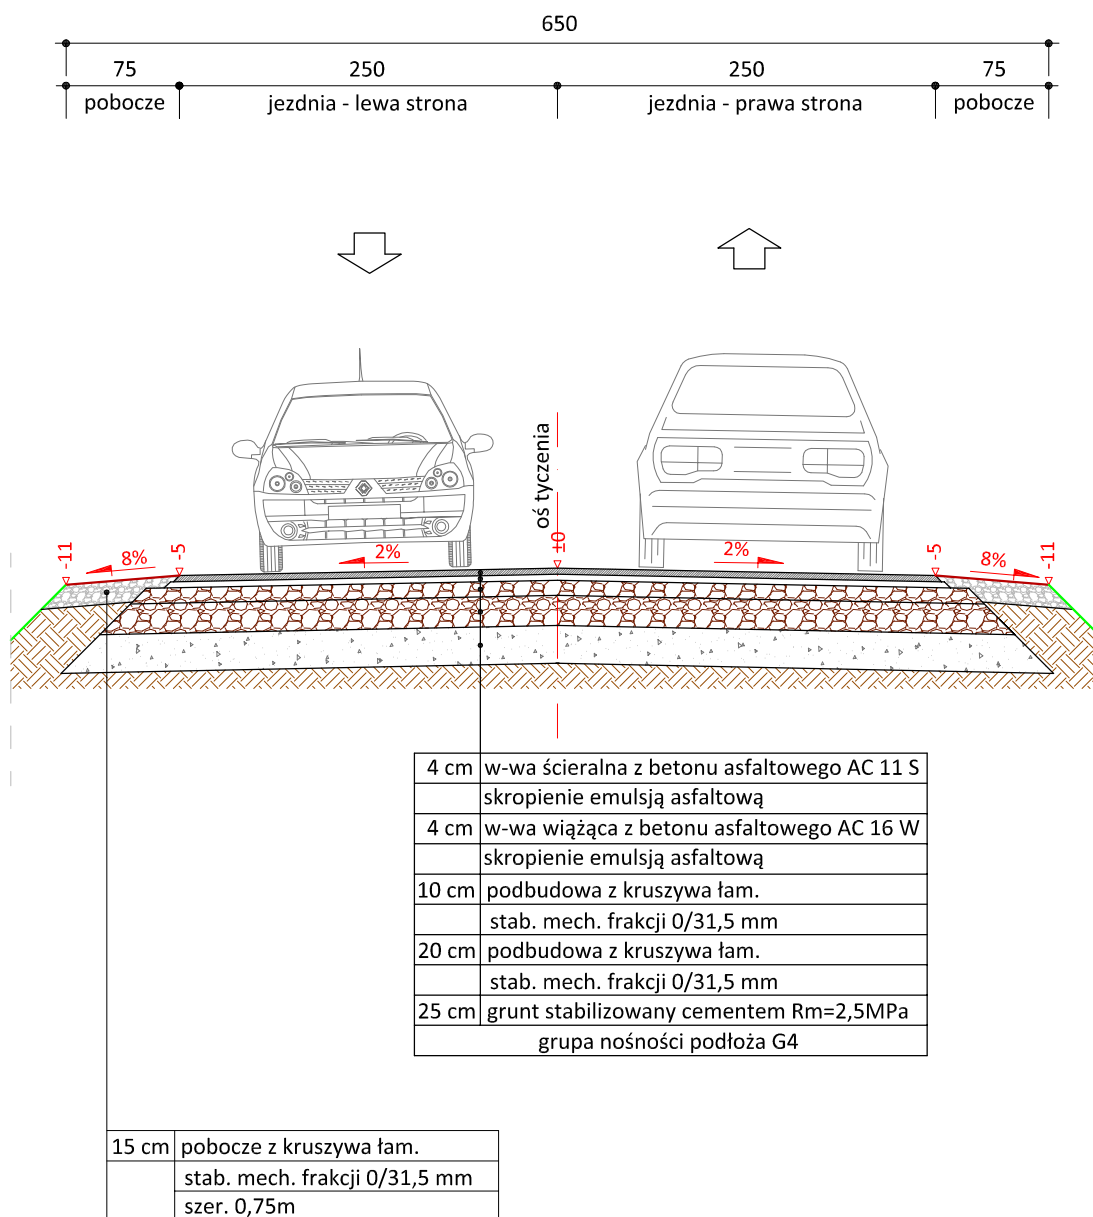 650
75 250 250 75
pobocze jezdnia - lewa strona jezdnia - prawa strona pobocze
oś tyczenia
-11 8% -5 2% ±0 2% -5 8% -11
4 cm w-wa ścieralna z betonu asfaltowego AC 11 S
skropienie emulsją asfaltową
4 cm w-wa wiążąca z betonu asfaltowego AC 16 W
skropienie emulsją asfaltową
10 cm podbudowa z kruszywa łam.
stab. mech. frakcji 0/31,5 mm
20 cm podbudowa z kruszywa łam.
stab. mech. frakcji 0/31,5 mm
25 cm grunt stabilizowany cementem Rm=2,5MPa
grupa nośności podłoża G4
15 cm pobocze z kruszywa łam.
stab. mech. frakcji 0/31,5 mm
szer. 0,75m